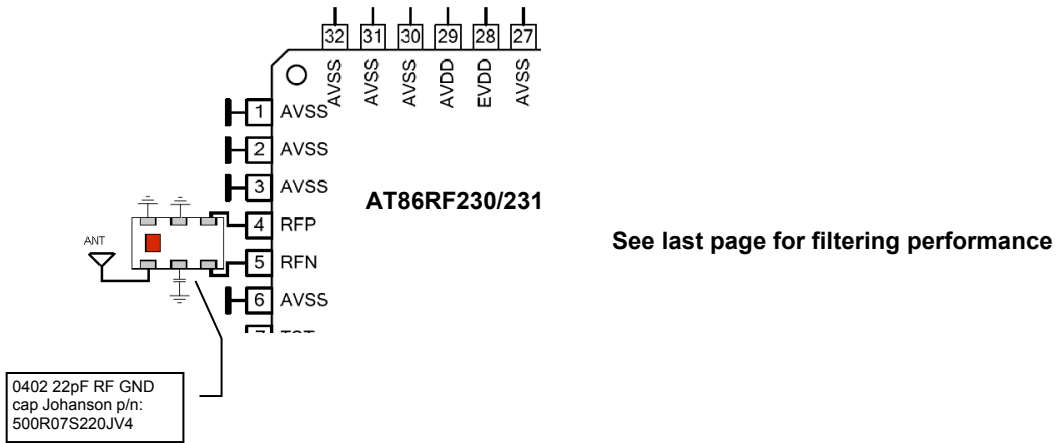 32 31 30 29 28 27
AVSS AVSS AVSS AVDD EVDD AVSS
1 AVSS
2 AVSS
3 AVSS
AT86RF230/231
4 RFP
ANT
5 RFN
See last page for filtering performance
6 AVSS
0402 22pF RF GND
cap Johanson p/n:
500R07S220JV4